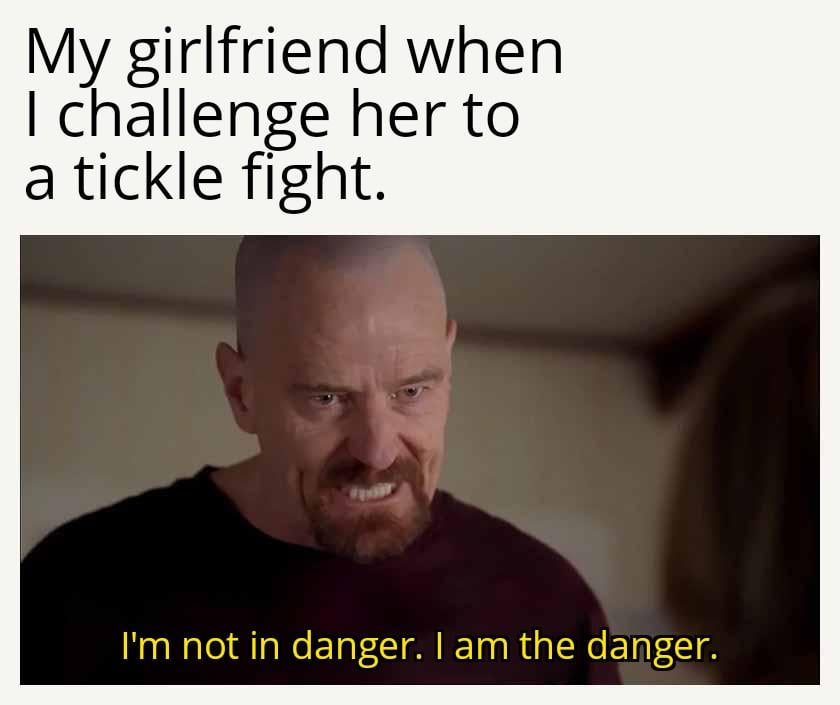 My girlfriend when
I challenge her to
a tickle fight.
I'm not in danger. I am the danger.